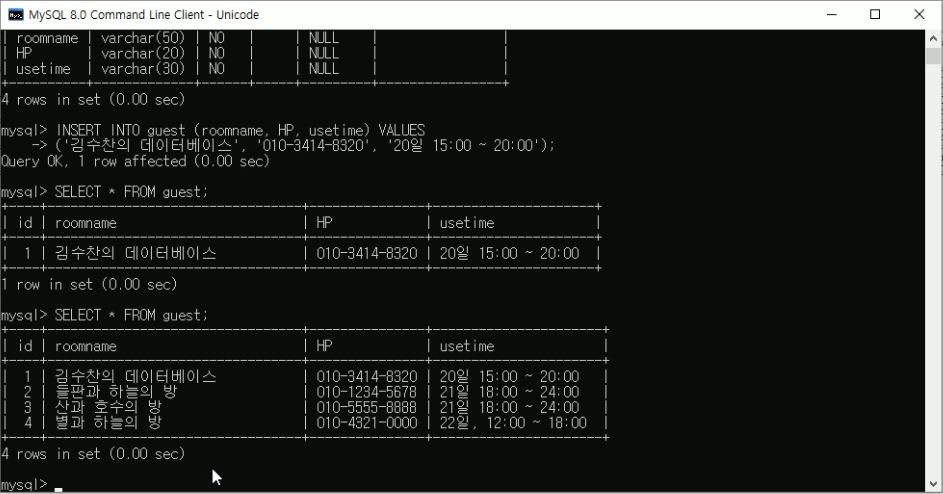 MySQL 8.0 Command Line Client - Unicode
| roomname | varchar(50) | NO | | NULL | |
| HP | varchar(20) | NO | | NULL | |
| usetime | varchar(30) | NO | | NULL | |
+----------+-------------+------+-----+---------+----------------+
4 rows in set (0.00 sec)
mysql> INSERT INTO guest (roomname, HP, usetime) VALUES
-> ('김수찬의 데이터베이스', '010-3414-8320', '20일 15:00 ~ 20:00');
Query OK, 1 row affected (0.00 sec)
mysql> SELECT * FROM guest;
+----+--------------------------------+---------------+---------------------+
| id | roomname | HP | usetime |
+----+--------------------------------+---------------+---------------------+
| 1 | 김수찬의 데이터베이스 | 010-3414-8320 | 20일 15:00 ~ 20:00 |
+----+--------------------------------+---------------+---------------------+
1 row in set (0.00 sec)
mysql> SELECT * FROM guest;
+----+--------------------------------+---------------+----------------------+
| id | roomname | HP | usetime |
+----+--------------------------------+---------------+----------------------+
| 1 | 김수찬의 데이터베이스 | 010-3414-8320 | 20일 15:00 ~ 20:00 |
| 2 | 들판과 하늘의 방 | 010-1234-5678 | 21일 18:00 ~ 24:00 |
| 3 | 산과 호수의 방 | 010-5555-8888 | 21일 18:00 ~ 24:00 |
| 4 | 별과 하늘의 방 | 010-4321-0000 | 22일, 12:00 ~ 18:00 |
+----+--------------------------------+---------------+----------------------+
4 rows in set (0.00 sec)
mysql> _